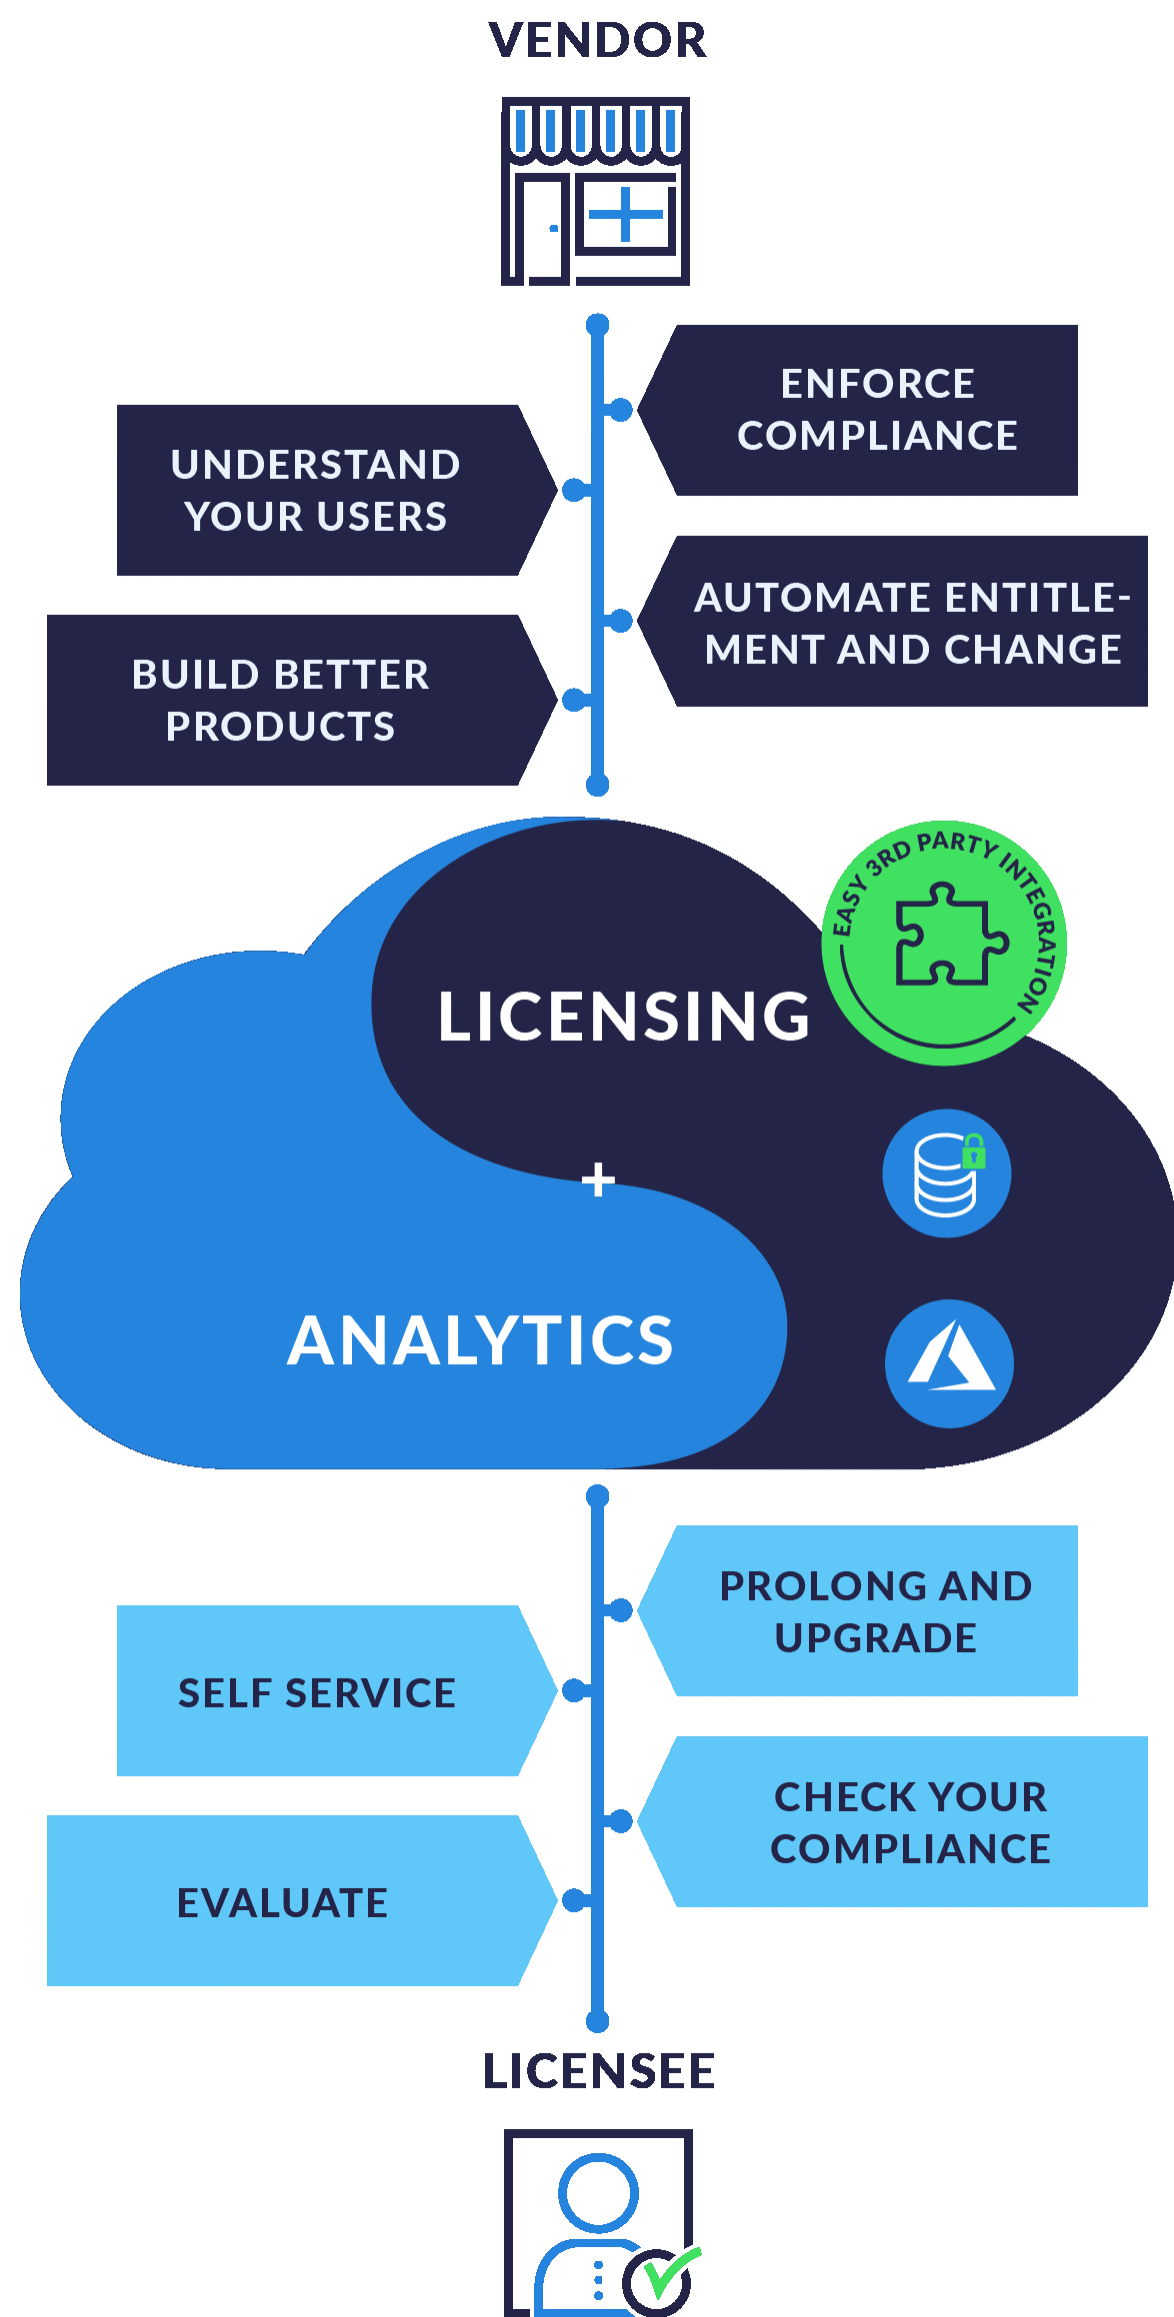 VENDOR
ENFORCE
COMPLIANCE
UNDERSTAND
YOUR USERS
AUTOMATE ENTITLE-
MENT AND CHANGE
BUILD BETTER
PRODUCTS
EASY 3RD PARTY INTEGRATION
LICENSING
+
ANALYTICS
PROLONG AND
UPGRADE
SELF SERVICE
CHECK YOUR
COMPLIANCE
EVALUATE
LICENSEE